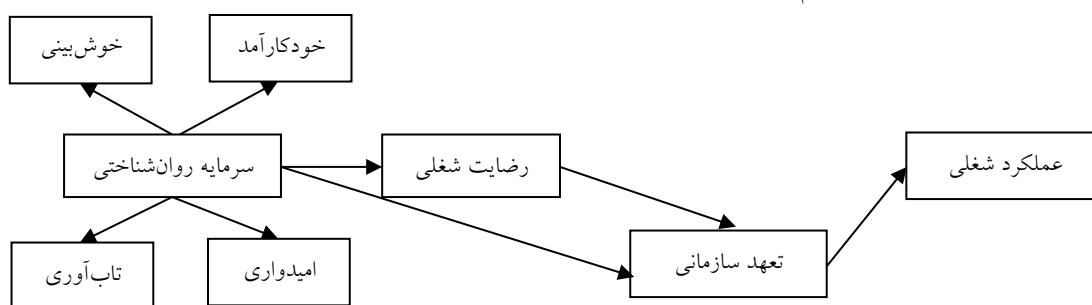 خودکارآمد
خوش‌بینی
عملکرد شغلی
رضایت شغلی
سرمایه روان‌شناختی
تعهد سازمانی
امیدواری
تاب‌آوری